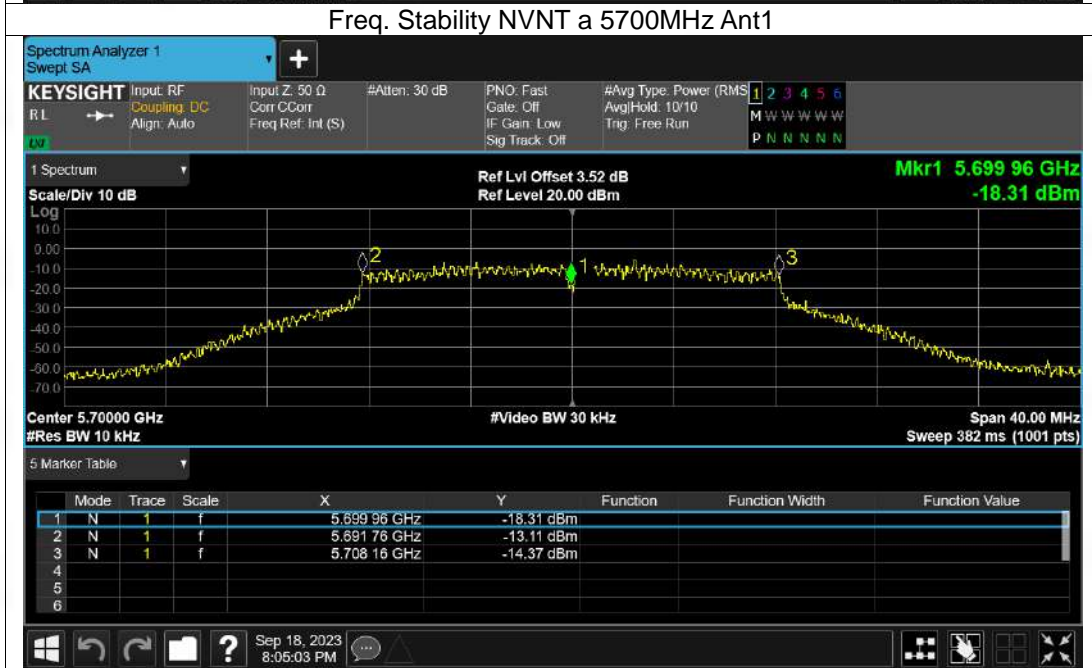 Freq. Stability NVNT a 5700MHz Ant1
Spectrum Analyzer 1
Swept SA
+
KEYSIGHT Input: RF Input Z: 50 Ω #Atten: 30 dB PNO: Fast #Avg Type: Power (RMS 1 2 3 4 5 6
RL Coupling: DC Corr CCorr Gate: Off Avg|Hold: 10/10 M W W W W W
Align: Auto Freq Ref: Int (S) IF Gain: Low Trig: Free Run
Sig Track: Off P N N N N N
LXI
1 Spectrum Ref Lvl Offset 3.52 dB Mkr1 5.699 96 GHz
Scale/Div 10 dB Ref Level 20.00 dBm -18.31 dBm
Log
10.0
0.00
-10.0
-20.0
-30.0
-40.0
-50.0
-60.0
-70.0
2 1 3
Center 5.70000 GHz #Video BW 30 kHz Span 40.00 MHz
#Res BW 10 kHz Sweep 382 ms (1001 pts)
5 Marker Table
Mode Trace Scale X Y Function Function Width Function Value
1 N 1 f 5.699 96 GHz -18.31 dBm
2 N 1 f 5.691 76 GHz -13.11 dBm
3 N 1 f 5.708 16 GHz -14.37 dBm
4
5
6
? Sep 18, 2023
8:05:03 PM